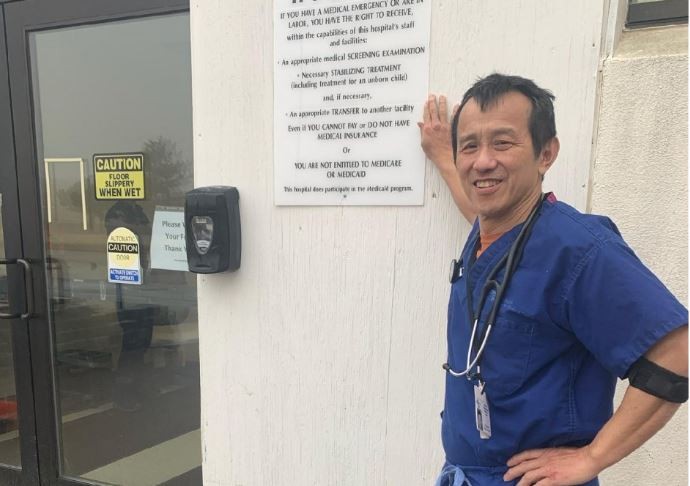 IF YOU HAVE A MEDICAL EMERGENCY OR ARE IN
LABOR, YOU HAVE THE RIGHT TO RECEIVE,
within the capabilities of this hospital's staff
and facilities:
• An appropriate medical SCREENING EXAMINATION
• Necessary STABILIZING TREATMENT
(including treatment for an unborn child)
and, if necessary,
• An appropriate TRANSFER to another facility
Even if YOU CANNOT PAY or DO NOT HAVE
MEDICAL INSURANCE
Or
YOU ARE NOT ENTITLED TO MEDICARE
OR MEDICAID
This hospital does participate in the Medicaid program.
CAUTION
FLOOR
SLIPPERY
WHEN WET
AUTOMATIC
CAUTION
DOOR
ACTIVATE SWITCH
TO OPERATE
Please
Your
Thank